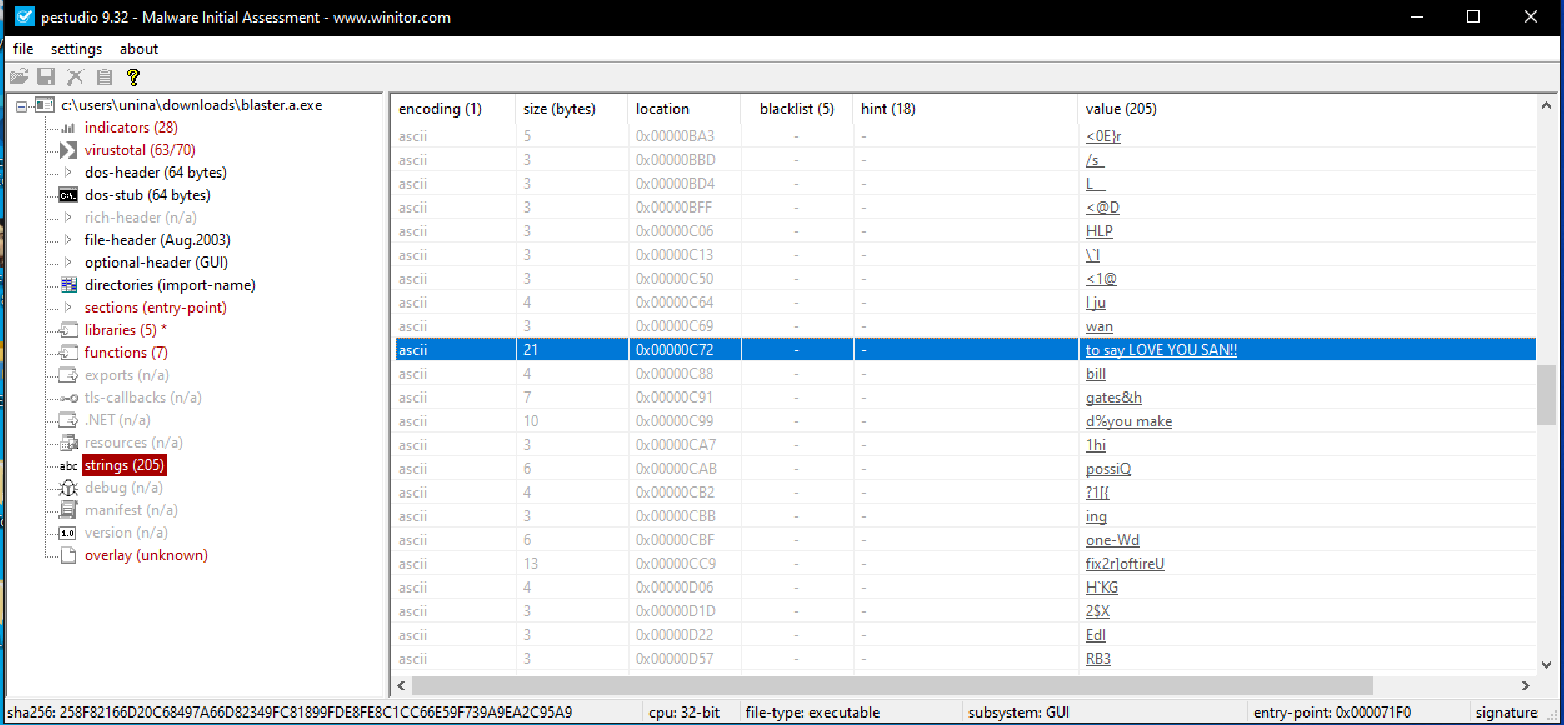 pestudio 9.32 - Malware Initial Assessment - www.winitor.com
file settings about
c:\users\unina\downloads\blaster.a.exe
indicators (28)
virustotal (63/70)
dos-header (64 bytes)
dos-stub (64 bytes)
rich-header (n/a)
file-header (Aug.2003)
optional-header (GUI)
directories (import-name)
sections (entry-point)
libraries (5) *
functions (7)
exports (n/a)
tls-callbacks (n/a)
.NET (n/a)
resources (n/a)
abc strings (205)
debug (n/a)
manifest (n/a)
1.0 version (n/a)
overlay (unknown)
encoding (1) size (bytes) location blacklist (5) hint (18) value (205)
ascii 5 0x00000BA3 - - <0E}r
ascii 3 0x00000BBD - - /s_
ascii 3 0x00000BD4 - - L__
ascii 3 0x00000BFF - - <@D
ascii 3 0x00000C06 - - HLP
ascii 3 0x00000C13 - - \`I
ascii 3 0x00000C50 - - <1@
ascii 4 0x00000C64 - - I ju
ascii 3 0x00000C69 - - wan
ascii 21 0x00000C72 - - to say LOVE YOU SAN!!
ascii 4 0x00000C88 - - bill
ascii 7 0x00000C91 - - gates&h
ascii 10 0x00000C99 - - d%you make
ascii 3 0x00000CA7 - - 1hi
ascii 6 0x00000CAB - - possiQ
ascii 4 0x00000CB2 - - ?1[{
ascii 3 0x00000CBB - - ing
ascii 6 0x00000CBF - - one-Wd
ascii 13 0x00000CC9 - - fix2r]oftireU
ascii 4 0x00000D06 - - H`KG
ascii 3 0x00000D1D - - 2$X
ascii 3 0x00000D22 - - EdI
ascii 3 0x00000D57 - - RB3
sha256: 258F82166D20C68497A66D82349FC81899FDE8FE8C1CC66E59F739A9EA2C95A9 cpu: 32-bit file-type: executable subsystem: GUI entry-point: 0x000071F0 signature